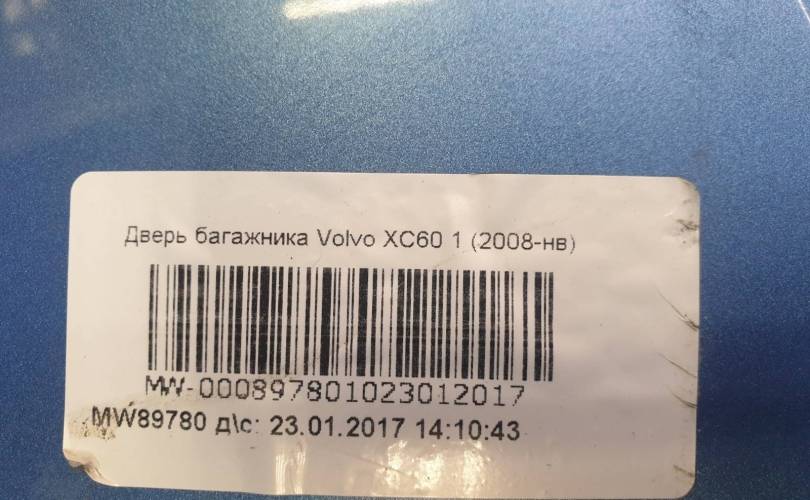 Дверь багажника Volvo XC60 1 (2008-нв)
MW-000897801023012017
MW89780 д\с: 23.01.2017 14:10:43